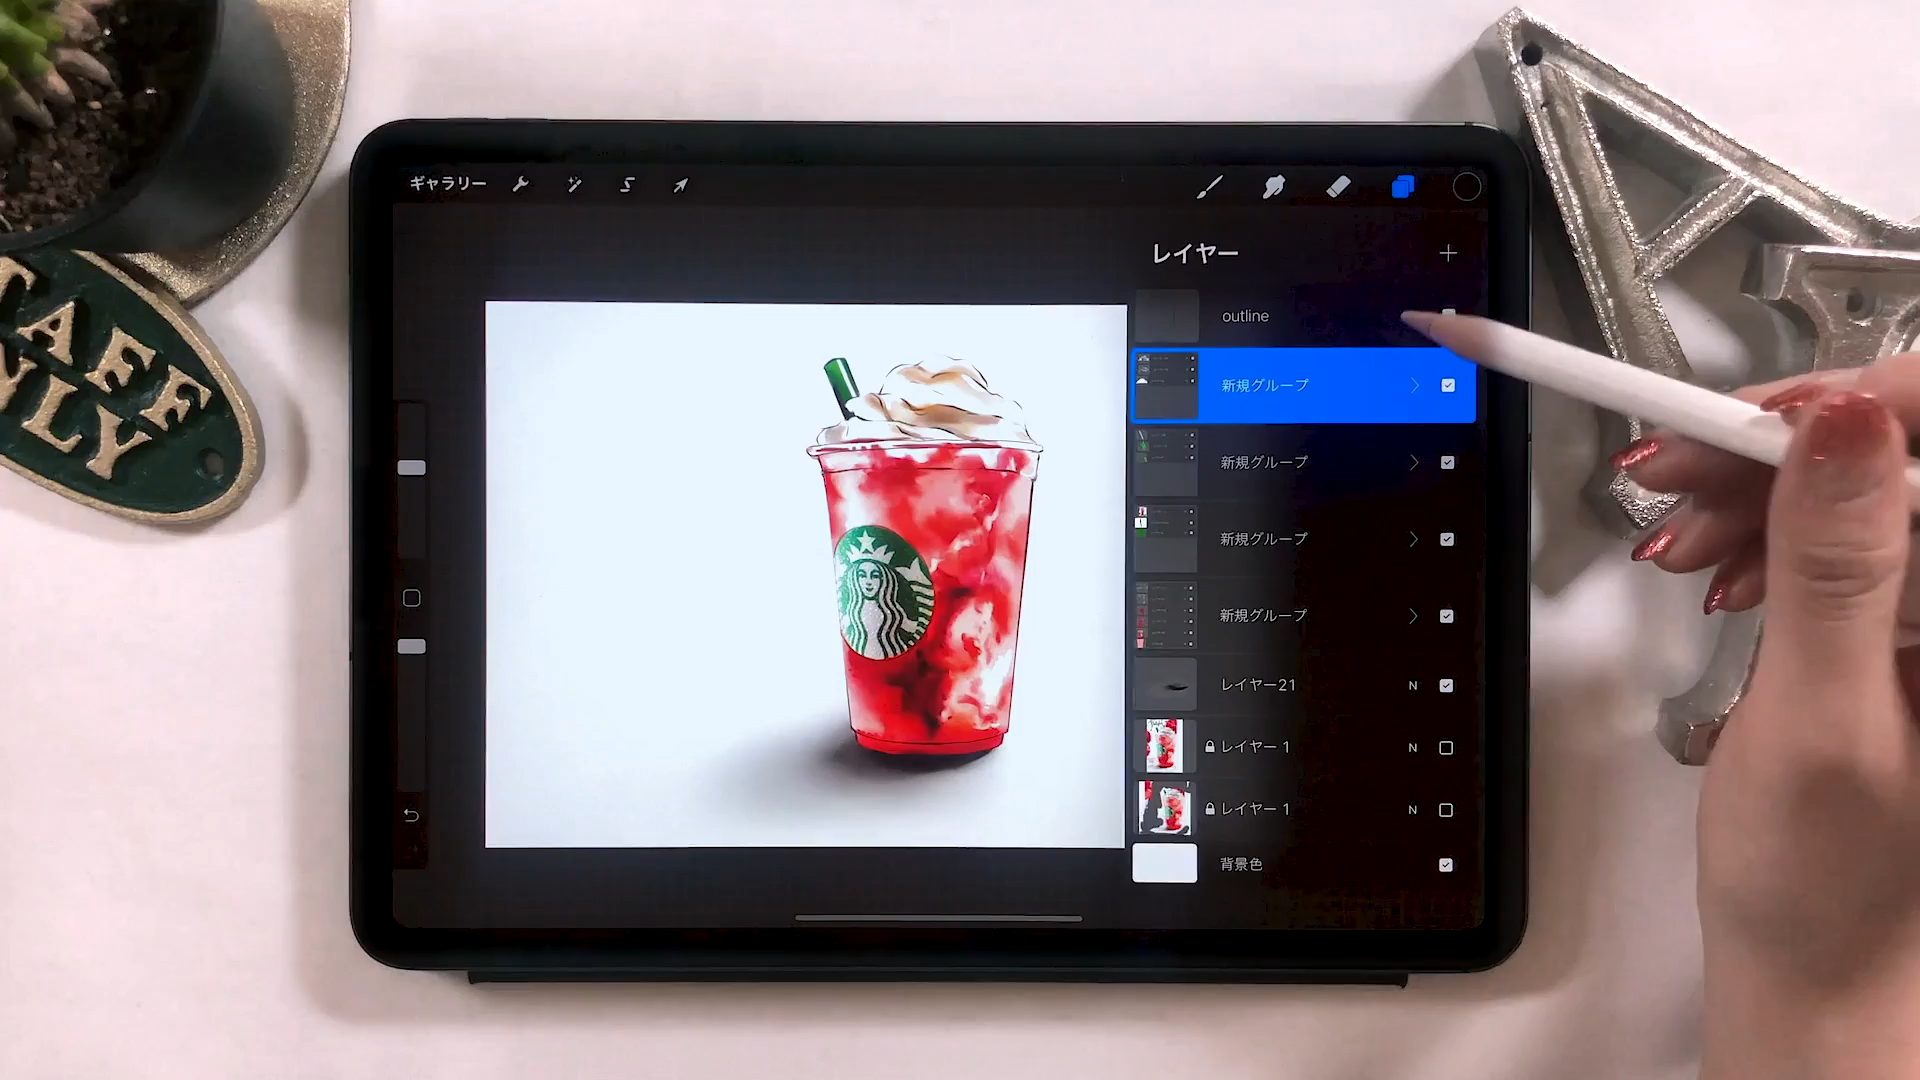 ギャラリー
レイヤー
outline
新規グループ
新規グループ
新規グループ
新規グループ
レイヤー21 N
レイヤー 1 N
レイヤー 1 N
背景色